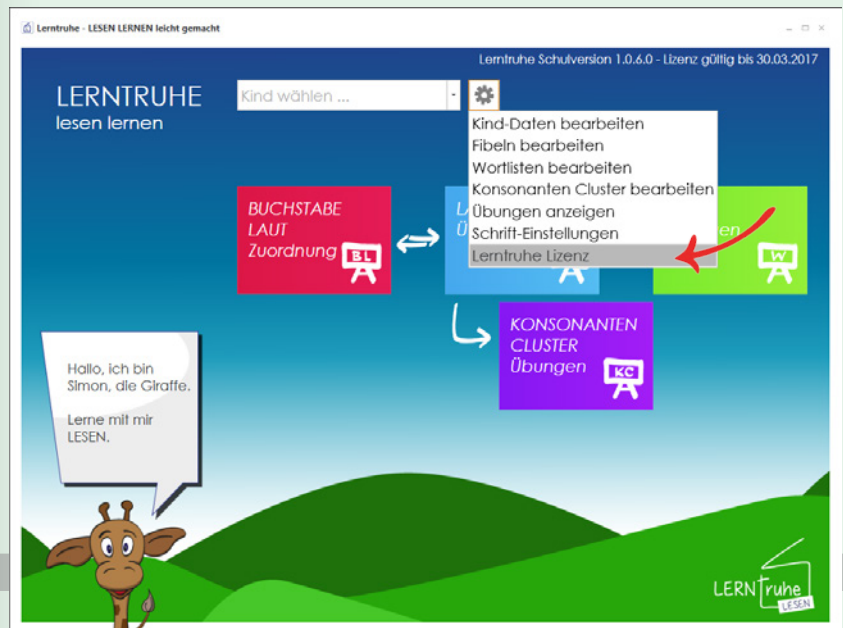 Lerntruhe - LESEN LERNEN leicht gemacht
Lerntruhe Schulversion 1.0.6.0 - Lizenz gültig bis 30.03.2017
LERNTRUHE
lesen lernen
Kind wählen ...
Kind-Daten bearbeiten
Fibeln bearbeiten
Wortlisten bearbeiten
Konsonanten Cluster bearbeiten
Übungen anzeigen
Schrift-Einstellungen
Lerntruhe Lizenz
BUCHSTABE
LAUT
Zuordnung
BL
L
Ü
en
W
KONSONANTEN
CLUSTER
Übungen
KC
Hallo, ich bin
Simon, die Giraffe.
Lerne mit mir
LESEN.
LERNTruhe
LESEN